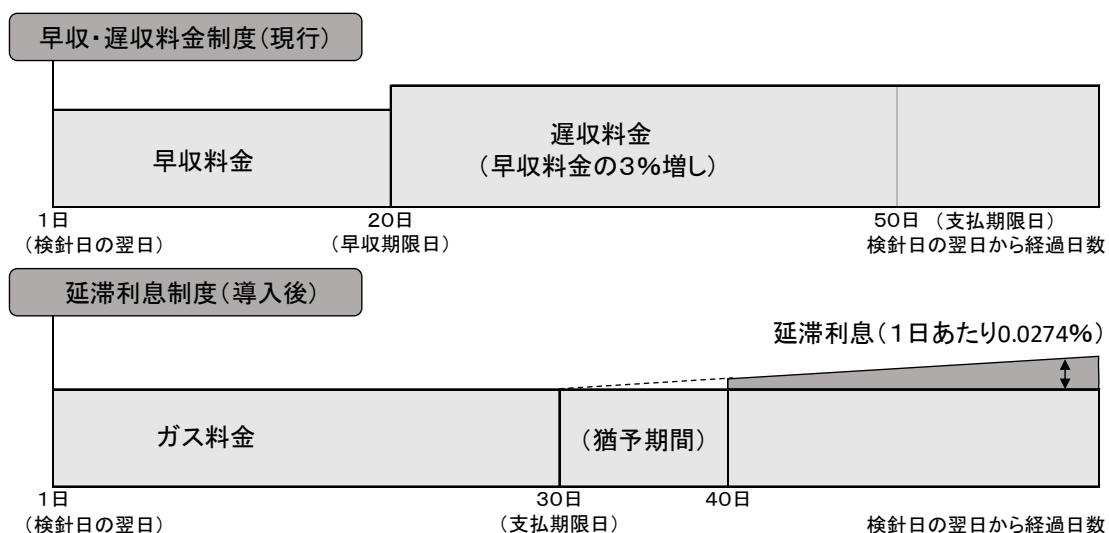 早収・遅収料金制度（現行）
早収料金
遅収料金
（早収料金の３％増し）
1日
（検針日の翌日）
20日
（早収期限日）
50日 （支払期限日）
検針日の翌日から経過日数
延滞利息制度（導入後）
延滞利息（１日あたり0.0274％）
ガス料金
（猶予期間）
1日
（検針日の翌日）
30日
（支払期限日）
40日
検針日の翌日から経過日数